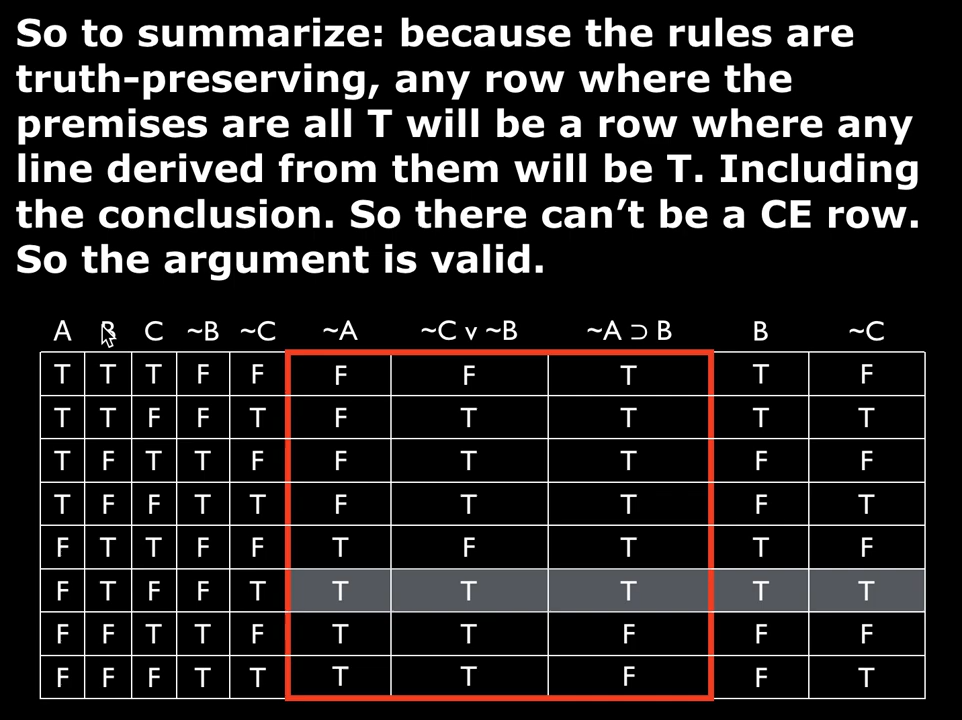 So to summarize: because the rules are
truth-preserving, any row where the
premises are all T will be a row where any
line derived from them will be T. Including
the conclusion. So there can’t be a CE row.
So the argument is valid.
A B C ~B ~C ~A ~C v ~B ~A ⊃ B B ~C
T T T F F F F T T F
T T F F T F T T T T
T F T T F F T T F F
T F F T T F T T F T
F T T F F T F T T F
F T F F T T T T T T
F F T T F T T F F F
F F F T T T T F F T